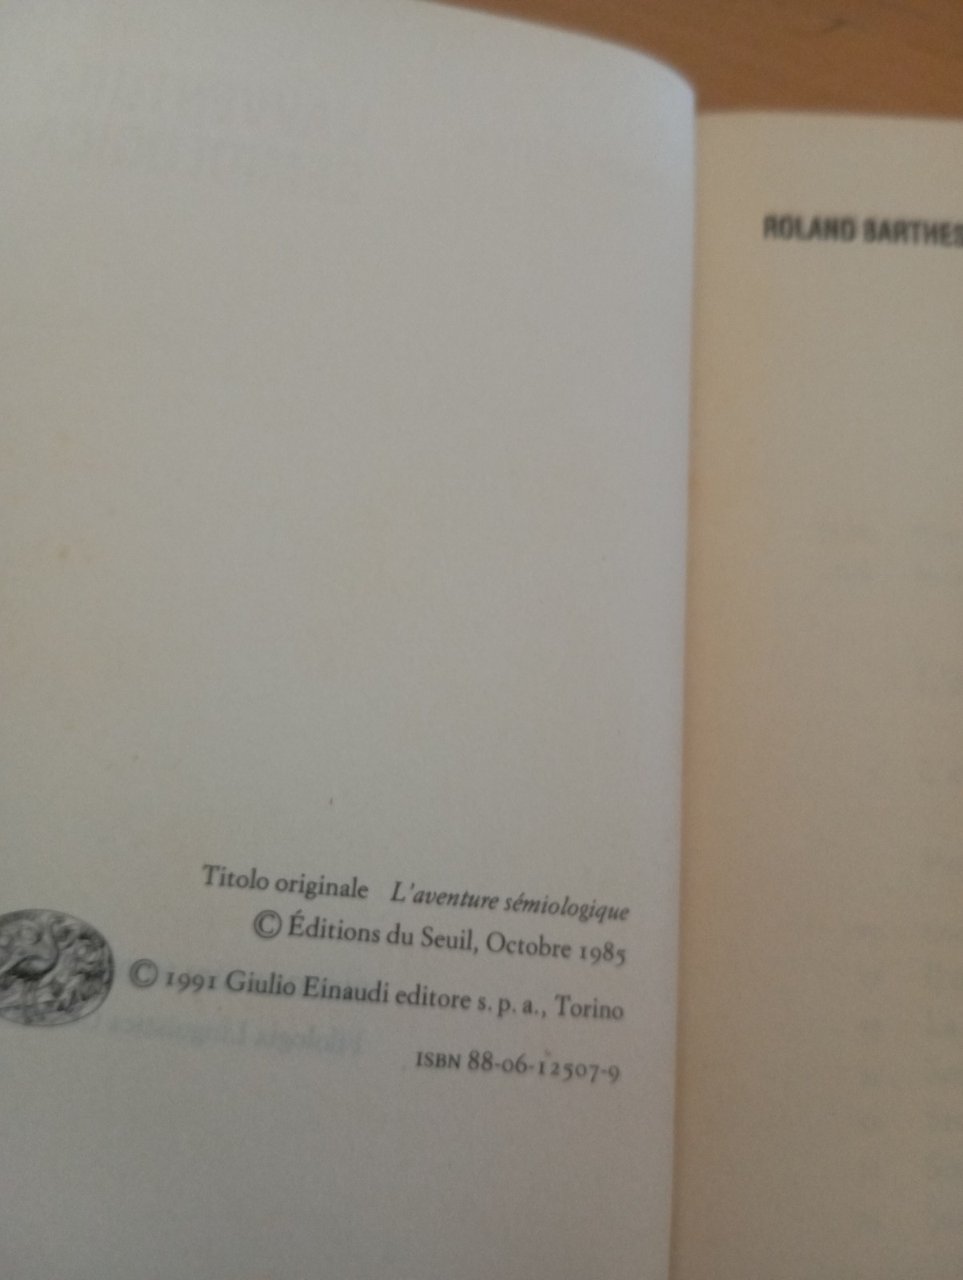 Titolo originale L'aventure sémiologique
© Éditions du Seuil, Octobre 1985
© 1991 Giulio Einaudi editore s. p. a., Torino
ISBN 88-06-12507-9
ROLAND BARTHES